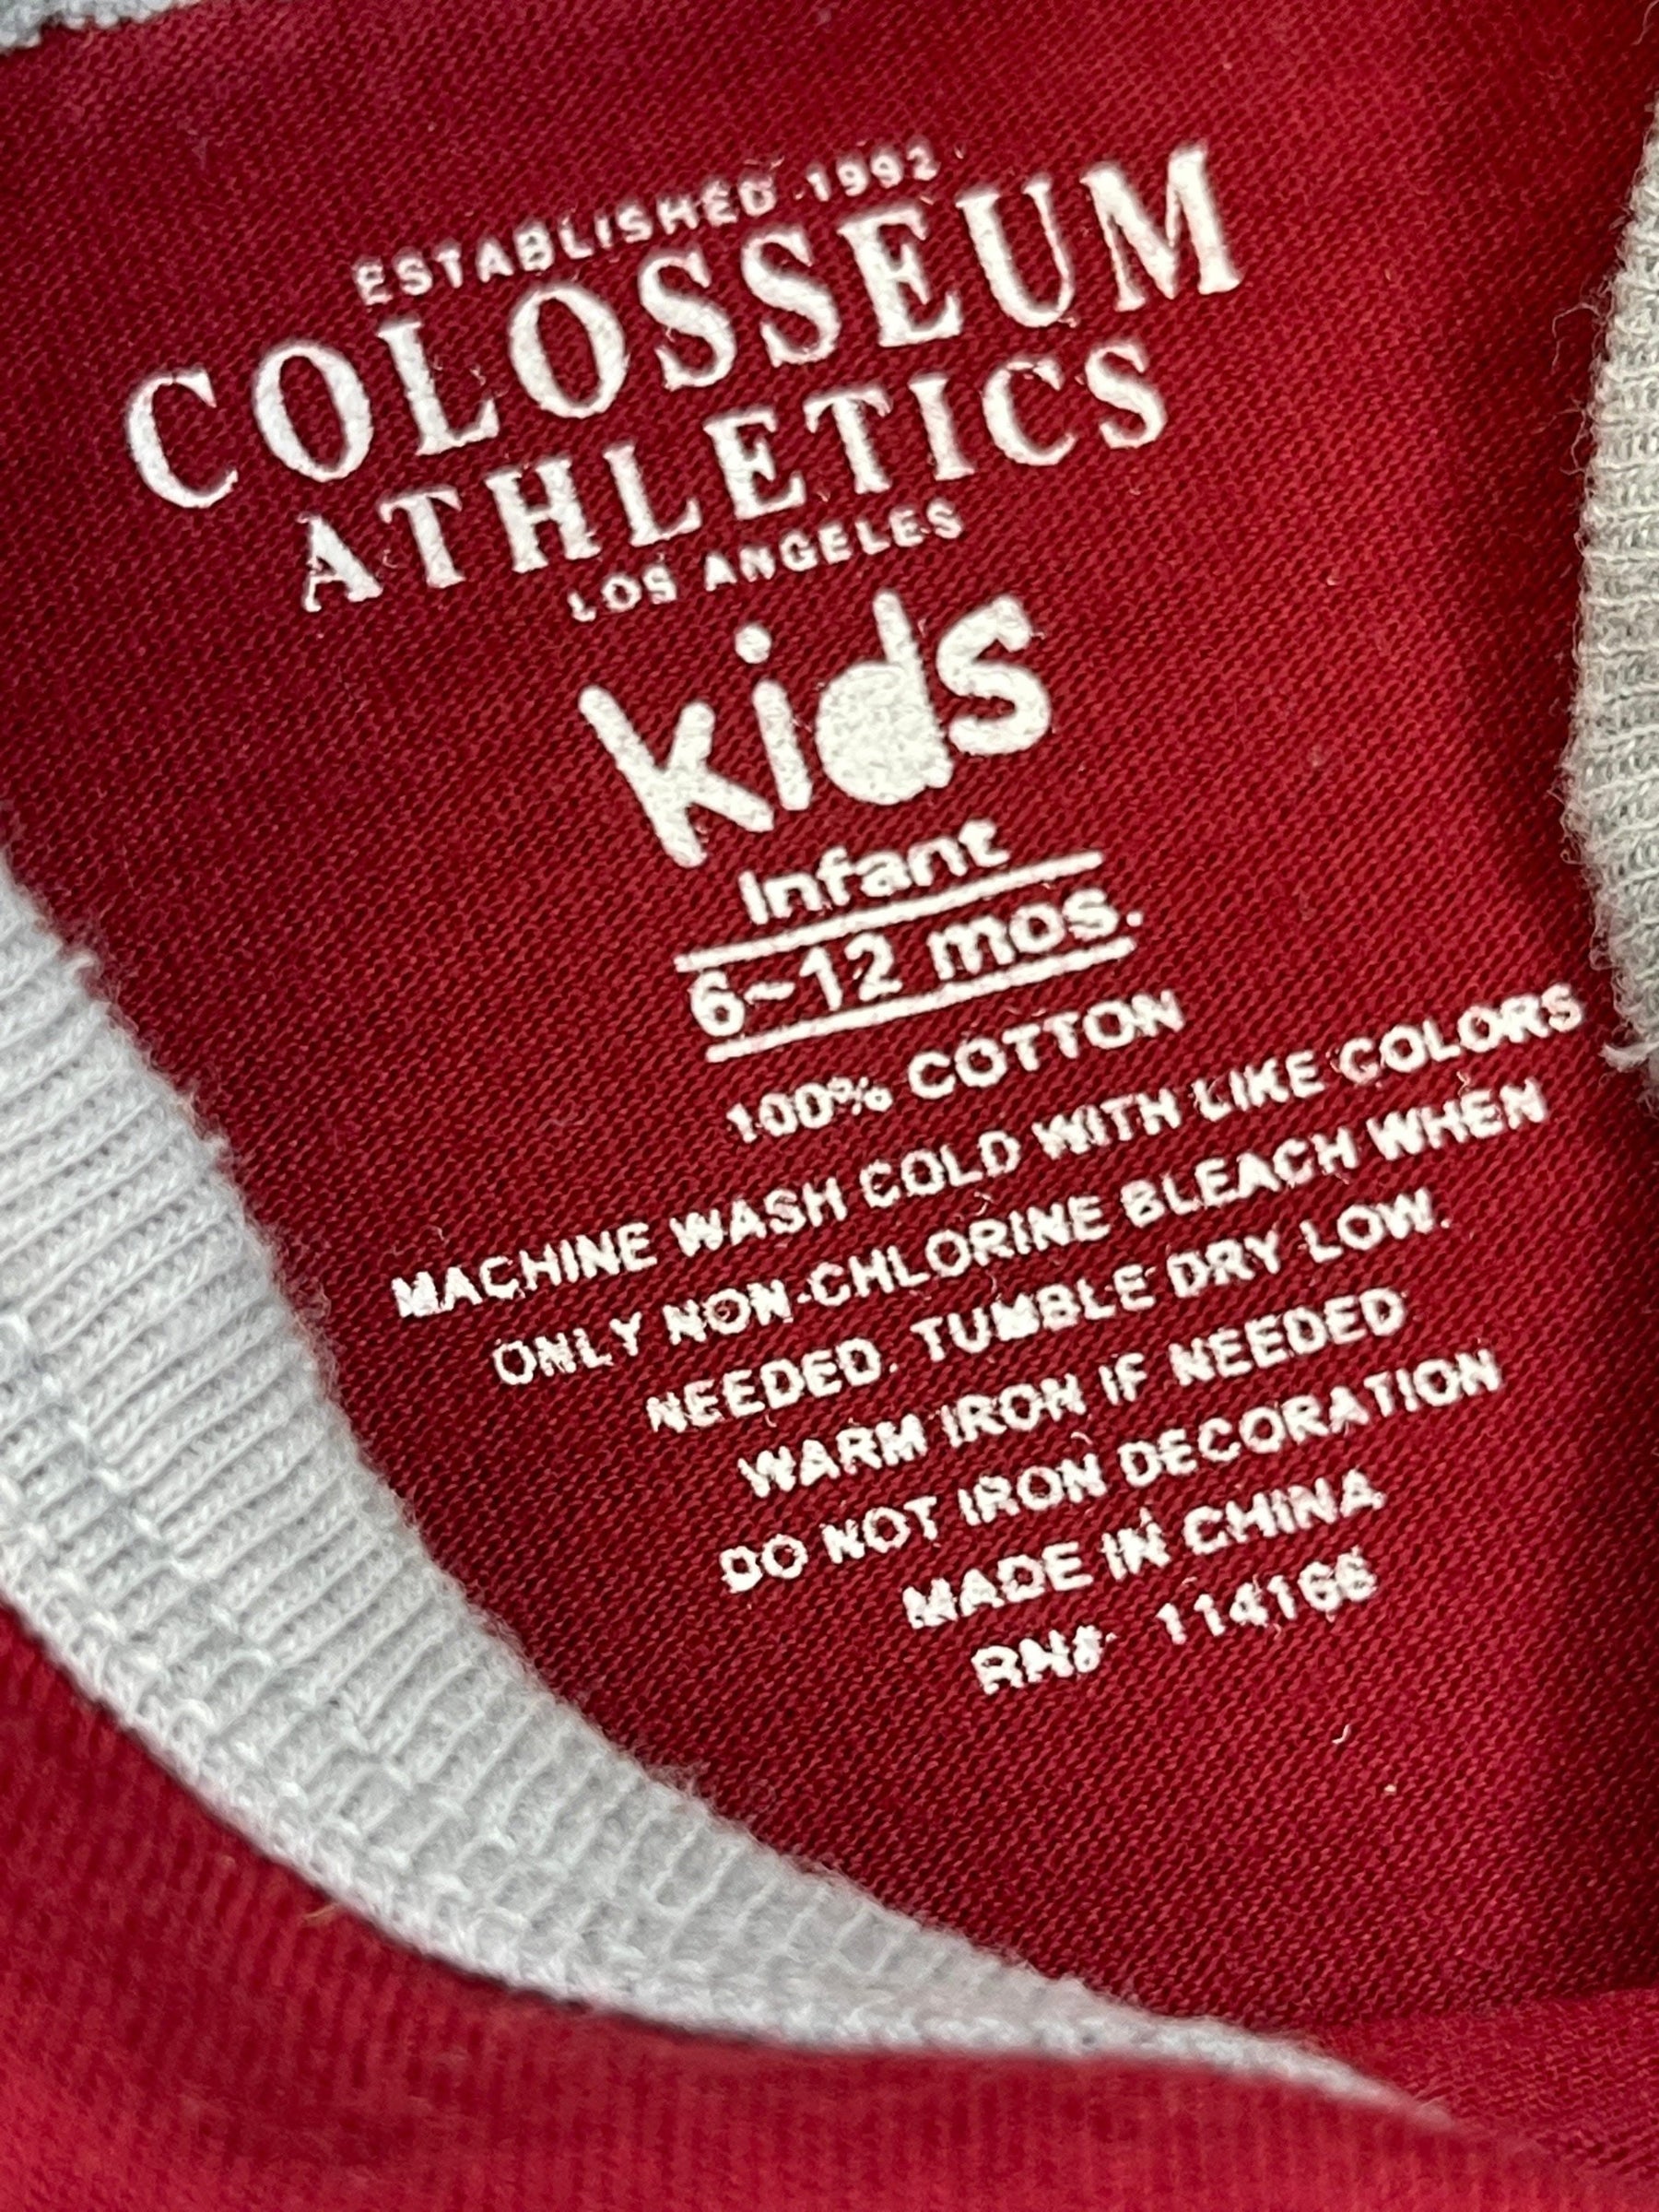 ESTABLISHED 1992
COLOSSEUM
ATHLETICS
LOS ANGELES
kids
Infant
6~12 mos.
100% COTTON
MACHINE WASH COLD WITH LIKE COLORS
ONLY NON-CHLORINE BLEACH WHEN
NEEDED. TUMBLE DRY LOW.
WARM IRON IF NEEDED
DO NOT IRON DECORATION
MADE IN CHINA
RN# 114166